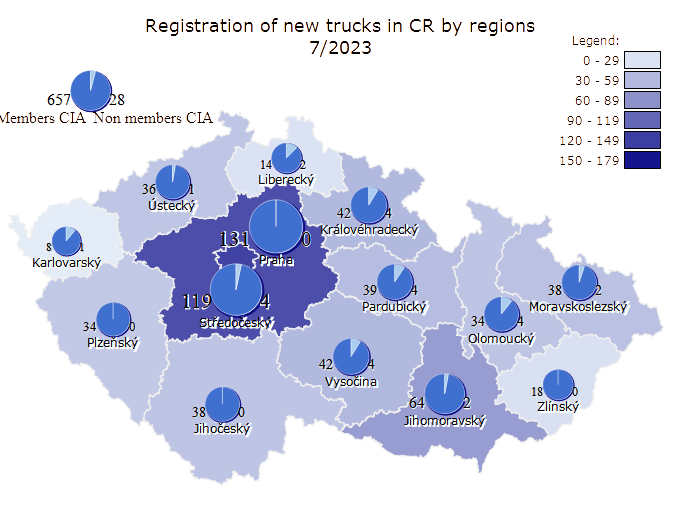 Registration of new trucks in CR by regions
7/2023
Legend:
0 - 29
30 - 59
60 - 89
90 - 119
120 - 149
150 - 179
657 28
Members CIA Non members CIA
14 2
Liberecký
36 1
Ústecký
42 4
Královéhradecký
131 0
Praha
8 1
Karlovarský
119 4
Středočeský
39 4
Pardubický
38 2
Moravskoslezský
34 0
Plzeňský
34 4
Olomoucký
42 4
Vysočina
18 0
Zlínský
64 2
Jihomoravský
38 0
Jihočeský